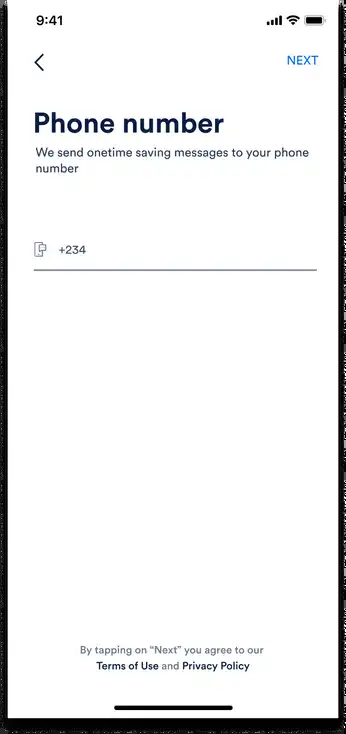 9:41
NEXT
Phone number
We send onetime saving messages to your phone
number
+234
By tapping on “Next” you agree to our
Terms of Use and Privacy Policy